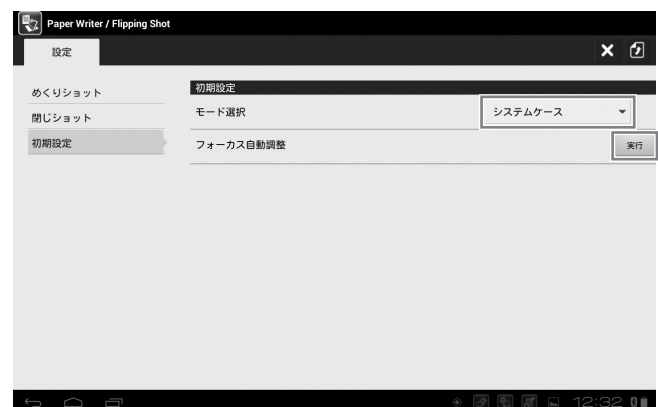 Paper Writer / Flipping Shot
設定
めくりショット
閉じショット
初期設定
初期設定
モード選択
システムケース
フォーカス自動調整
実行
12:32